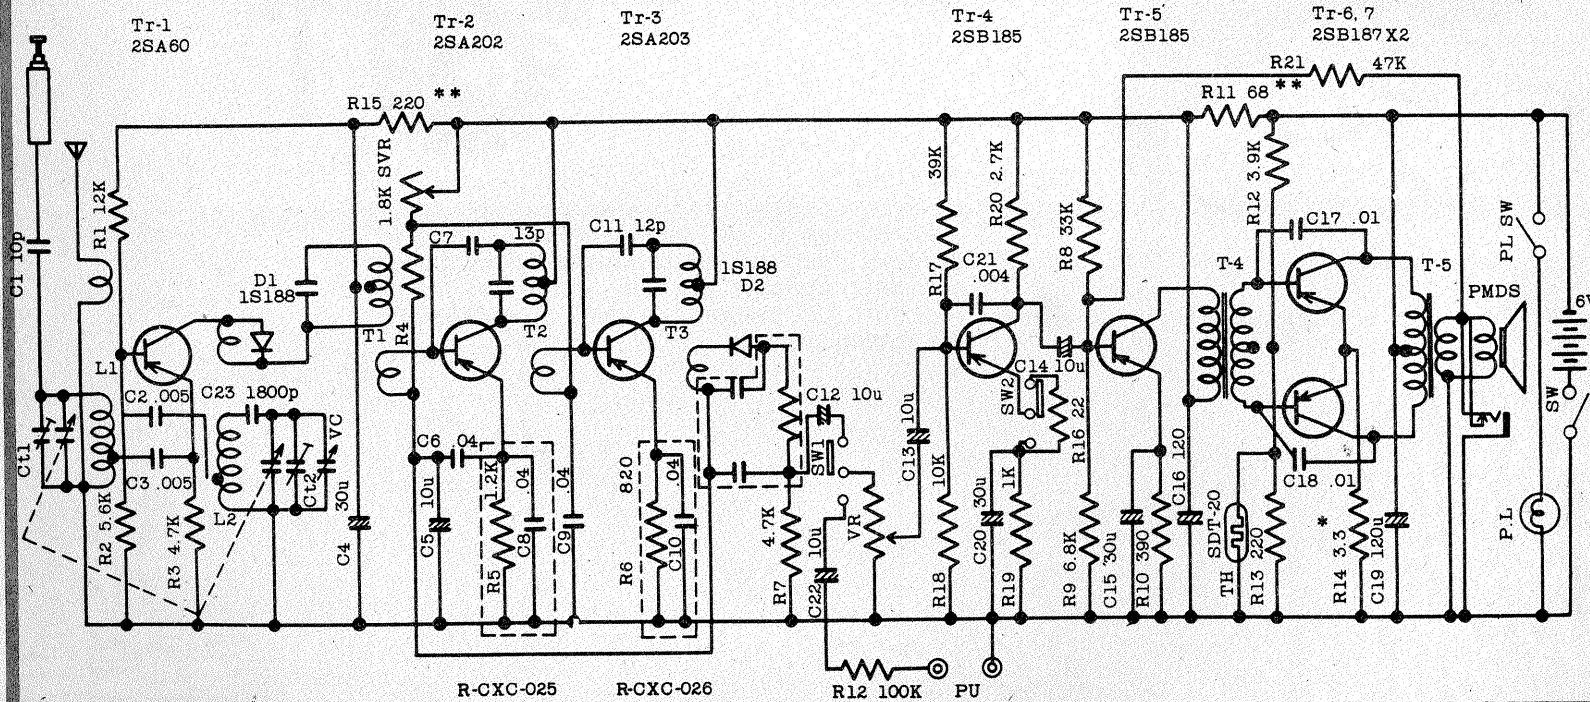 Tr-1
2SA60
Tr-2
2SA202
Tr-3
2SA203
Tr-4
2SB185
Tr-5
2SB185
Tr-6, 7
2SB187X2
R21
**
47K
R15 220
**
R11 68
1.8K SVR
R1 12K
C1 10p
39K
R20 2.7K
R12 3.9K
PL SW
C7
13p
C11 12p
C17 .01
R17
C21
.004
R8 33K
D1
1S188
1S188
D2
T-4
T-5
PMDS
6V
T1
R4
T2
T3
L1
C14 10u
SW2
C2 .005
C23 1800p
C12 10u
R16 22
SW
Ct1
VC
C6 .04
C3 .005
Ct2
SW1
C13 10u
L2
30u
10u
1.2K
.04
.04
820
.04
10K
30u
1K
C16 120
C18 .01
R2 5.6K
R3 4.7K
C4
C5
R5
C8
C9
R6
C10
4.7K
R7
10u
C22
VR
R18
C20
R19
R9 6.8K
C15 30u
R10 390
SDT-20
TH
R13 220
*
R14 3.3
C19 120u
P.L
R-CXC-025
R-CXC-026
R12 100K
PU